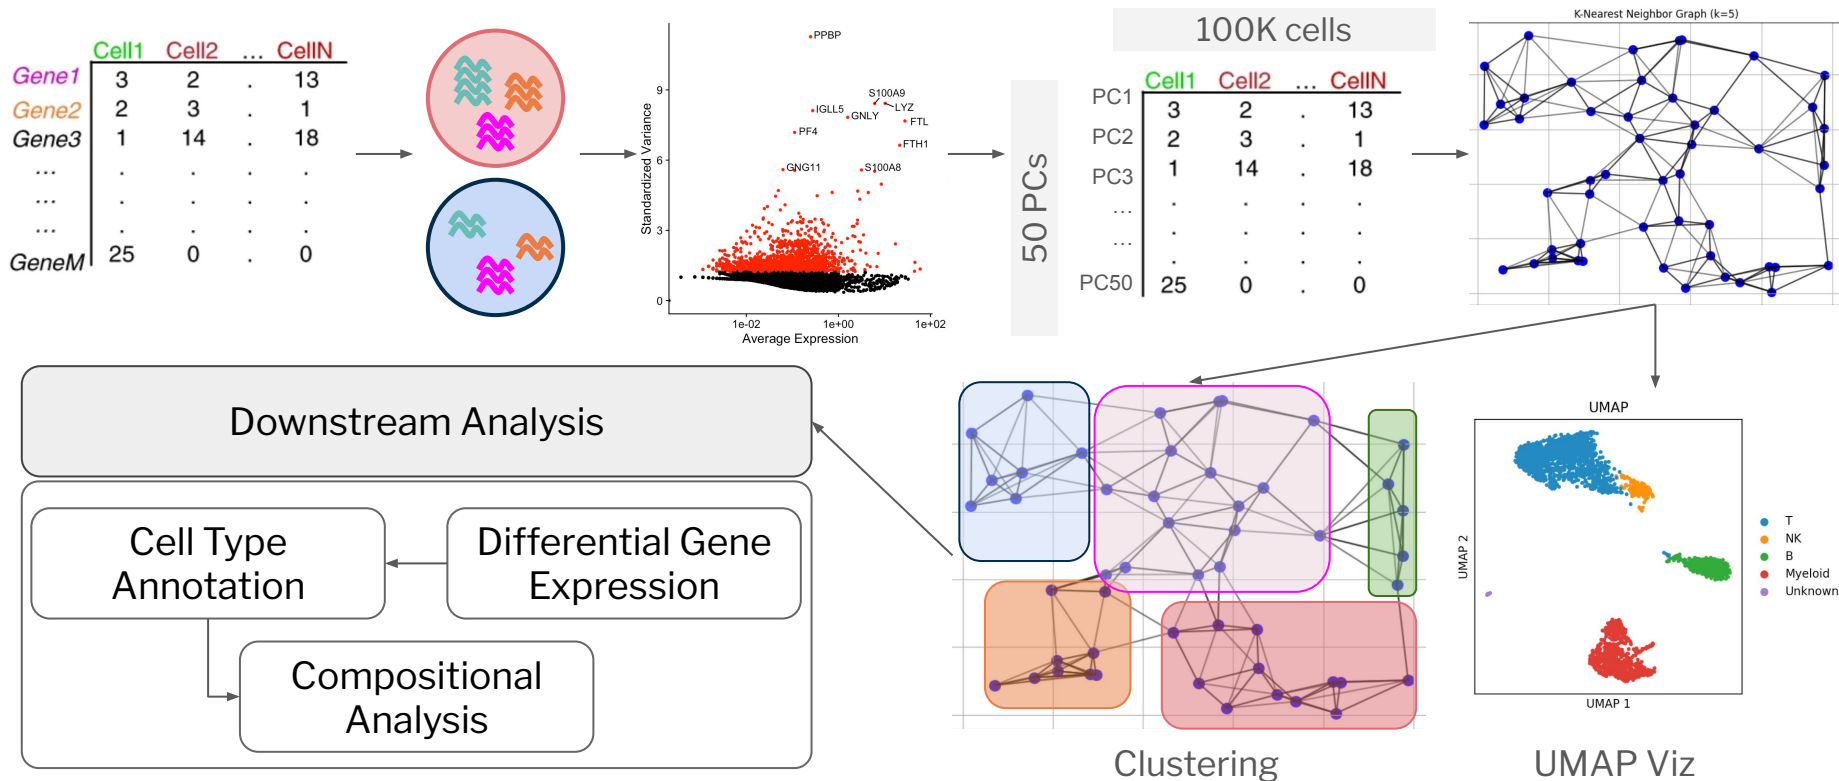 Cell1 Cell2 ... CellN
Gene1 3 2 . 13
Gene2 2 3 . 1
Gene3 1 14 . 18
... . . . .
... . . . .
... . . . .
GeneM 25 0 . 0
Standardized Variance
9
6
3
0
PPBP
S100A9
LYZ
IGLL5
GNLY
FTL
PF4
FTH1
GNG11
S100A8
1e-02 1e+00 1e+02
Average Expression
100K cells
50 PCs
Cell1 Cell2 ... CellN
PC1 3 2 . 13
PC2 2 3 . 1
PC3 1 14 . 18
... . . . .
... . . . .
. . . .
PC50 25 0 . 0
K-Nearest Neighbor Graph (k=5)
Downstream Analysis
Cell Type
Annotation
Differential Gene
Expression
Compositional
Analysis
Clustering
UMAP
UMAP 2
UMAP 1
T
NK
B
Myeloid
Unknown
UMAP Viz